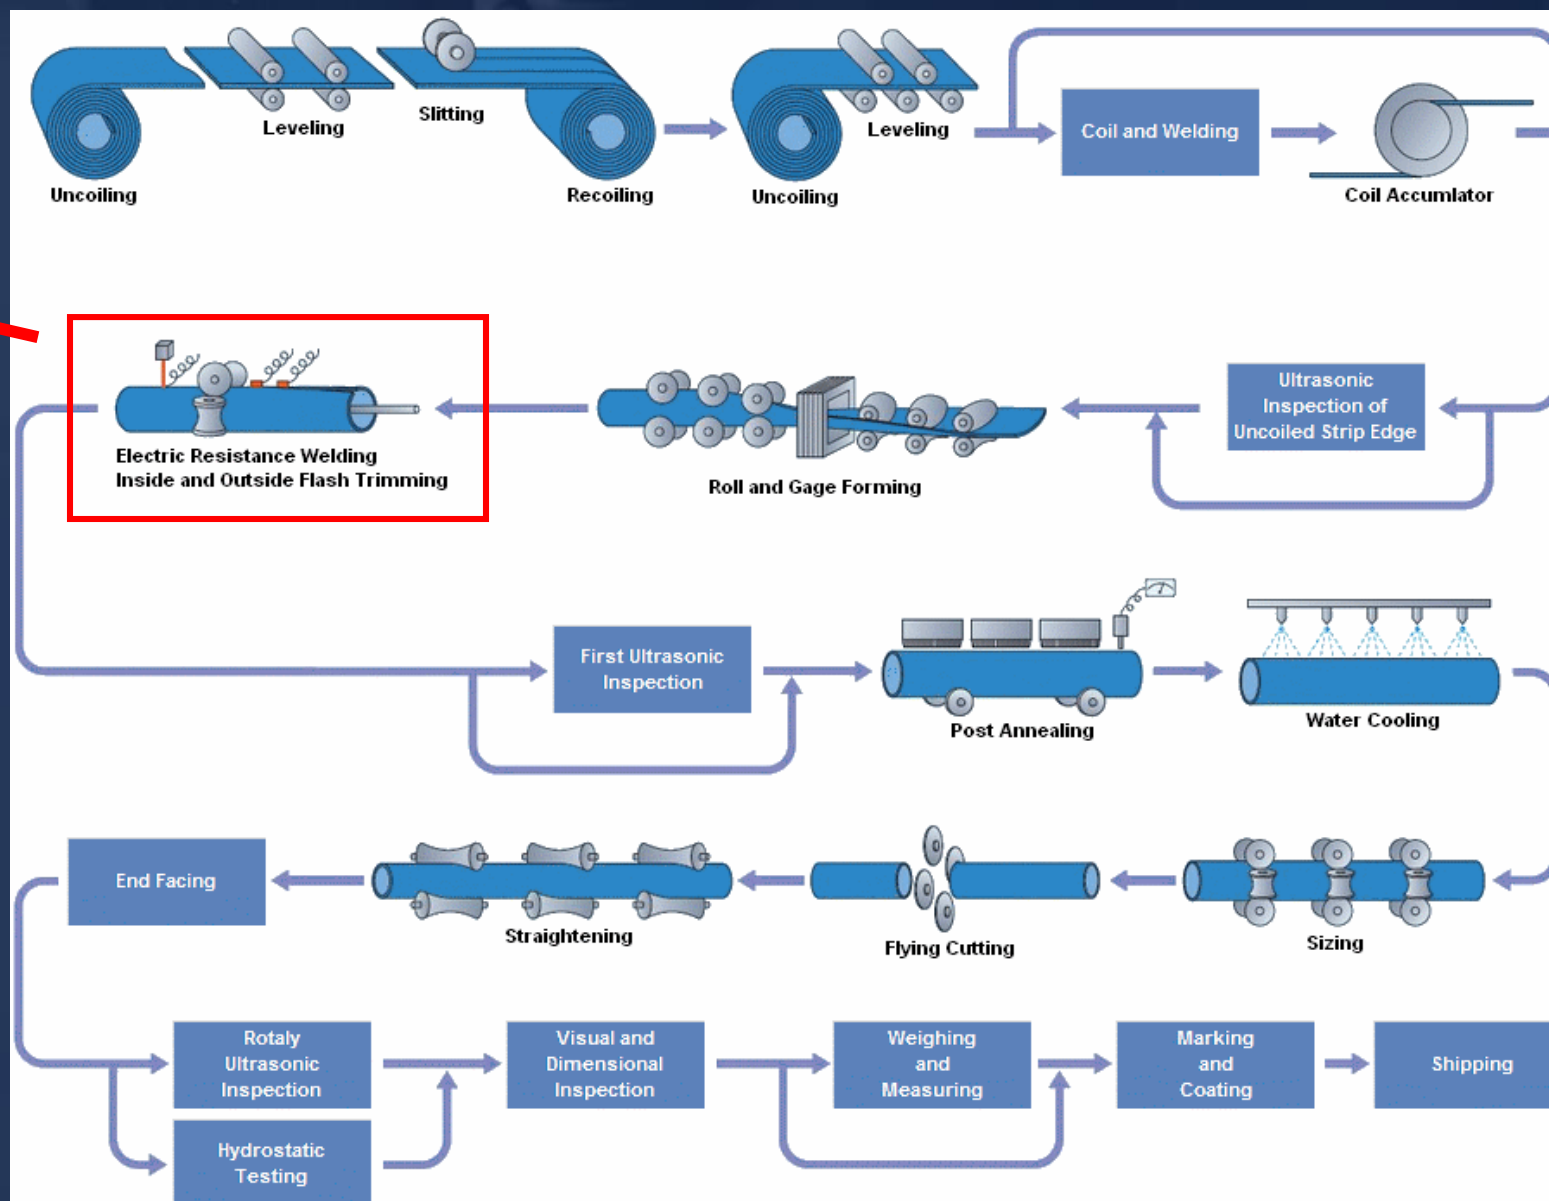 Uncoiling
Leveling
Slitting
Recoiling
Uncoiling
Leveling
Coil and Welding
Coil Accumlator
Ultrasonic
Inspection of
Uncoiled Strip Edge
Roll and Gage Forming
Electric Resistance Welding
Inside and Outside Flash Trimming
First Ultrasonic
Inspection
Post Annealing
Water Cooling
Sizing
Flying Cutting
Straightening
End Facing
Rotaly
Ultrasonic
Inspection
Hydrostatic
Testing
Visual and
Dimensional
Inspection
Weighing
and
Measuring
Marking
and
Coating
Shipping